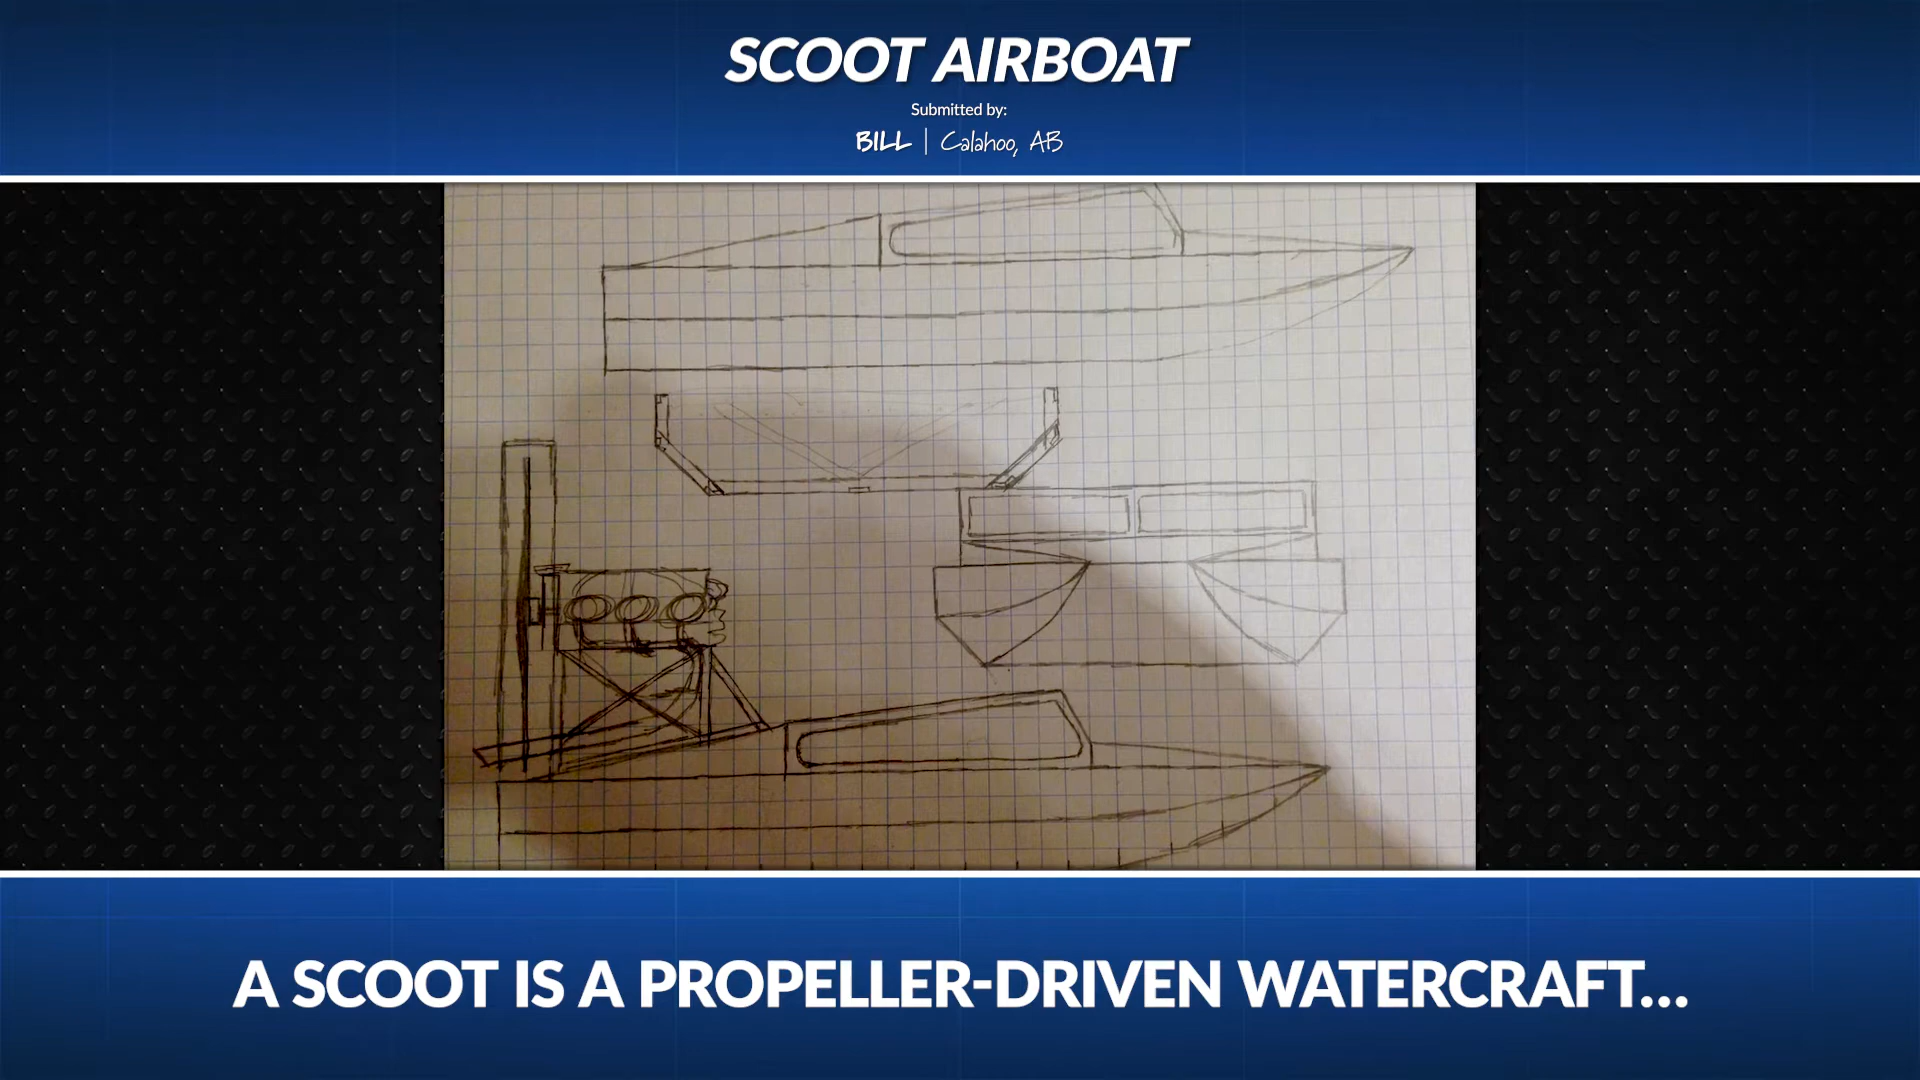 SCOOT AIRBOAT
Submitted by:
BILL | Calahoo, AB
A SCOOT IS A PROPELLER-DRIVEN WATERCRAFT...